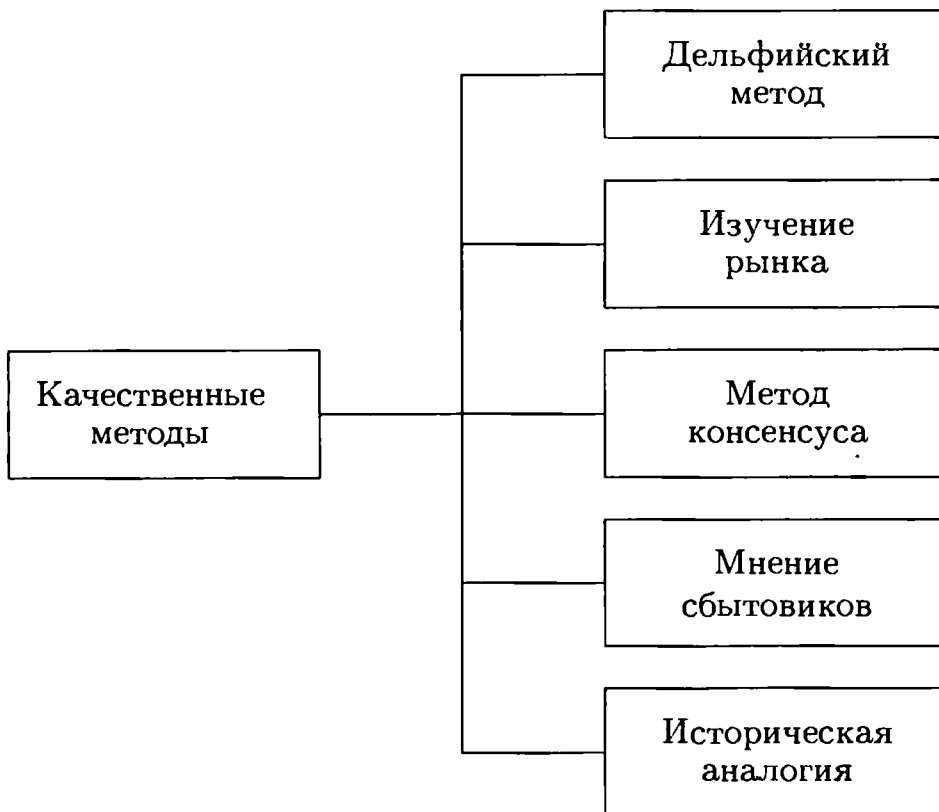 Дельфийский
метод
Изучение
рынка
Качественные
методы
Метод
консенсуса
Мнение
сбытовиков
Историческая
аналогия